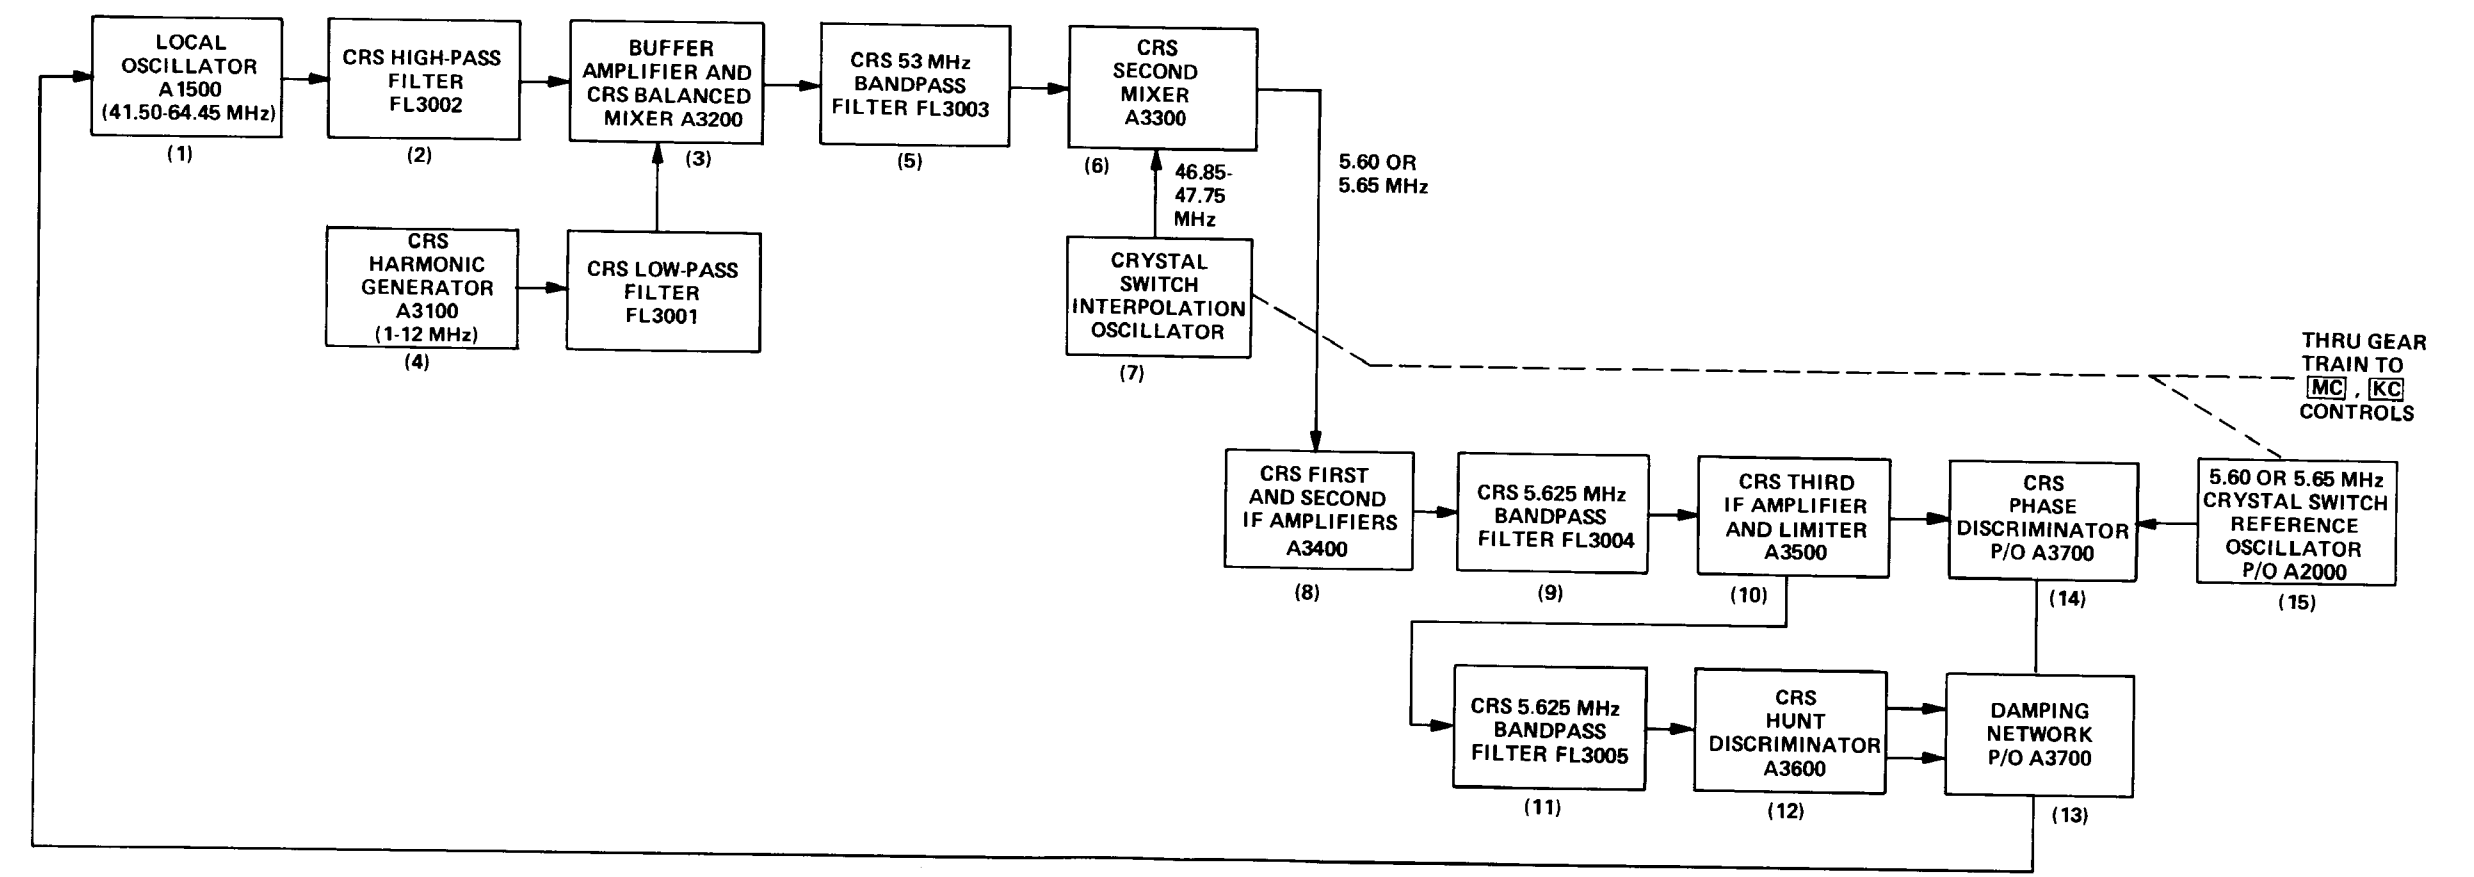 LOCAL
OSCILLATOR
A1500
(41.50-64.45 MHz)
(1)
CRS HIGH-PASS
FILTER
FL3002
(2)
BUFFER
AMPLIFIER AND
CRS BALANCED
MIXER A3200
(3)
CRS 53 MHz
BANDPASS
FILTER FL3003
(5)
CRS
SECOND
MIXER
A3300
(6)
46.85-
47.75
MHz
5.60 OR
5.65 MHz
CRS
HARMONIC
GENERATOR
A3100
(1-12 MHz)
(4)
CRS LOW-PASS
FILTER
FL3001
CRYSTAL
SWITCH
INTERPOLATION
OSCILLATOR
(7)
THRU GEAR
TRAIN TO
MC , KC
CONTROLS
CRS FIRST
AND SECOND
IF AMPLIFIERS
A3400
(8)
CRS 5.625 MHz
BANDPASS
FILTER FL3004
(9)
CRS THIRD
IF AMPLIFIER
AND LIMITER
A3500
(10)
CRS
PHASE
DISCRIMINATOR
P/O A3700
(14)
5.60 OR 5.65 MHz
CRYSTAL SWITCH
REFERENCE
OSCILLATOR
P/O A2000
(15)
CRS 5.625 MHz
BANDPASS
FILTER FL3005
(11)
CRS
HUNT
DISCRIMINATOR
A3600
(12)
DAMPING
NETWORK
P/O A3700
(13)